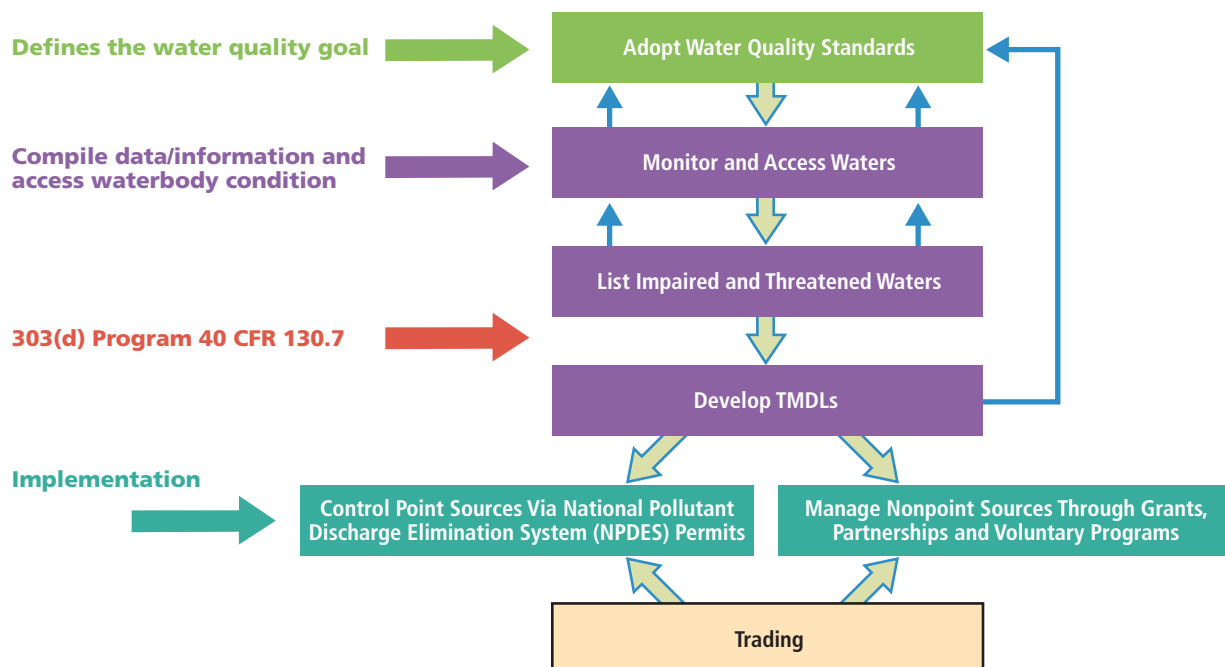 Defines the water quality goal
Adopt Water Quality Standards
Compile data/information and
access waterbody condition
Monitor and Access Waters
List Impaired and Threatened Waters
303(d) Program 40 CFR 130.7
Develop TMDLs
Implementation
Control Point Sources Via National Pollutant
Discharge Elimination System (NPDES) Permits
Manage Nonpoint Sources Through Grants,
Partnerships and Voluntary Programs
Trading